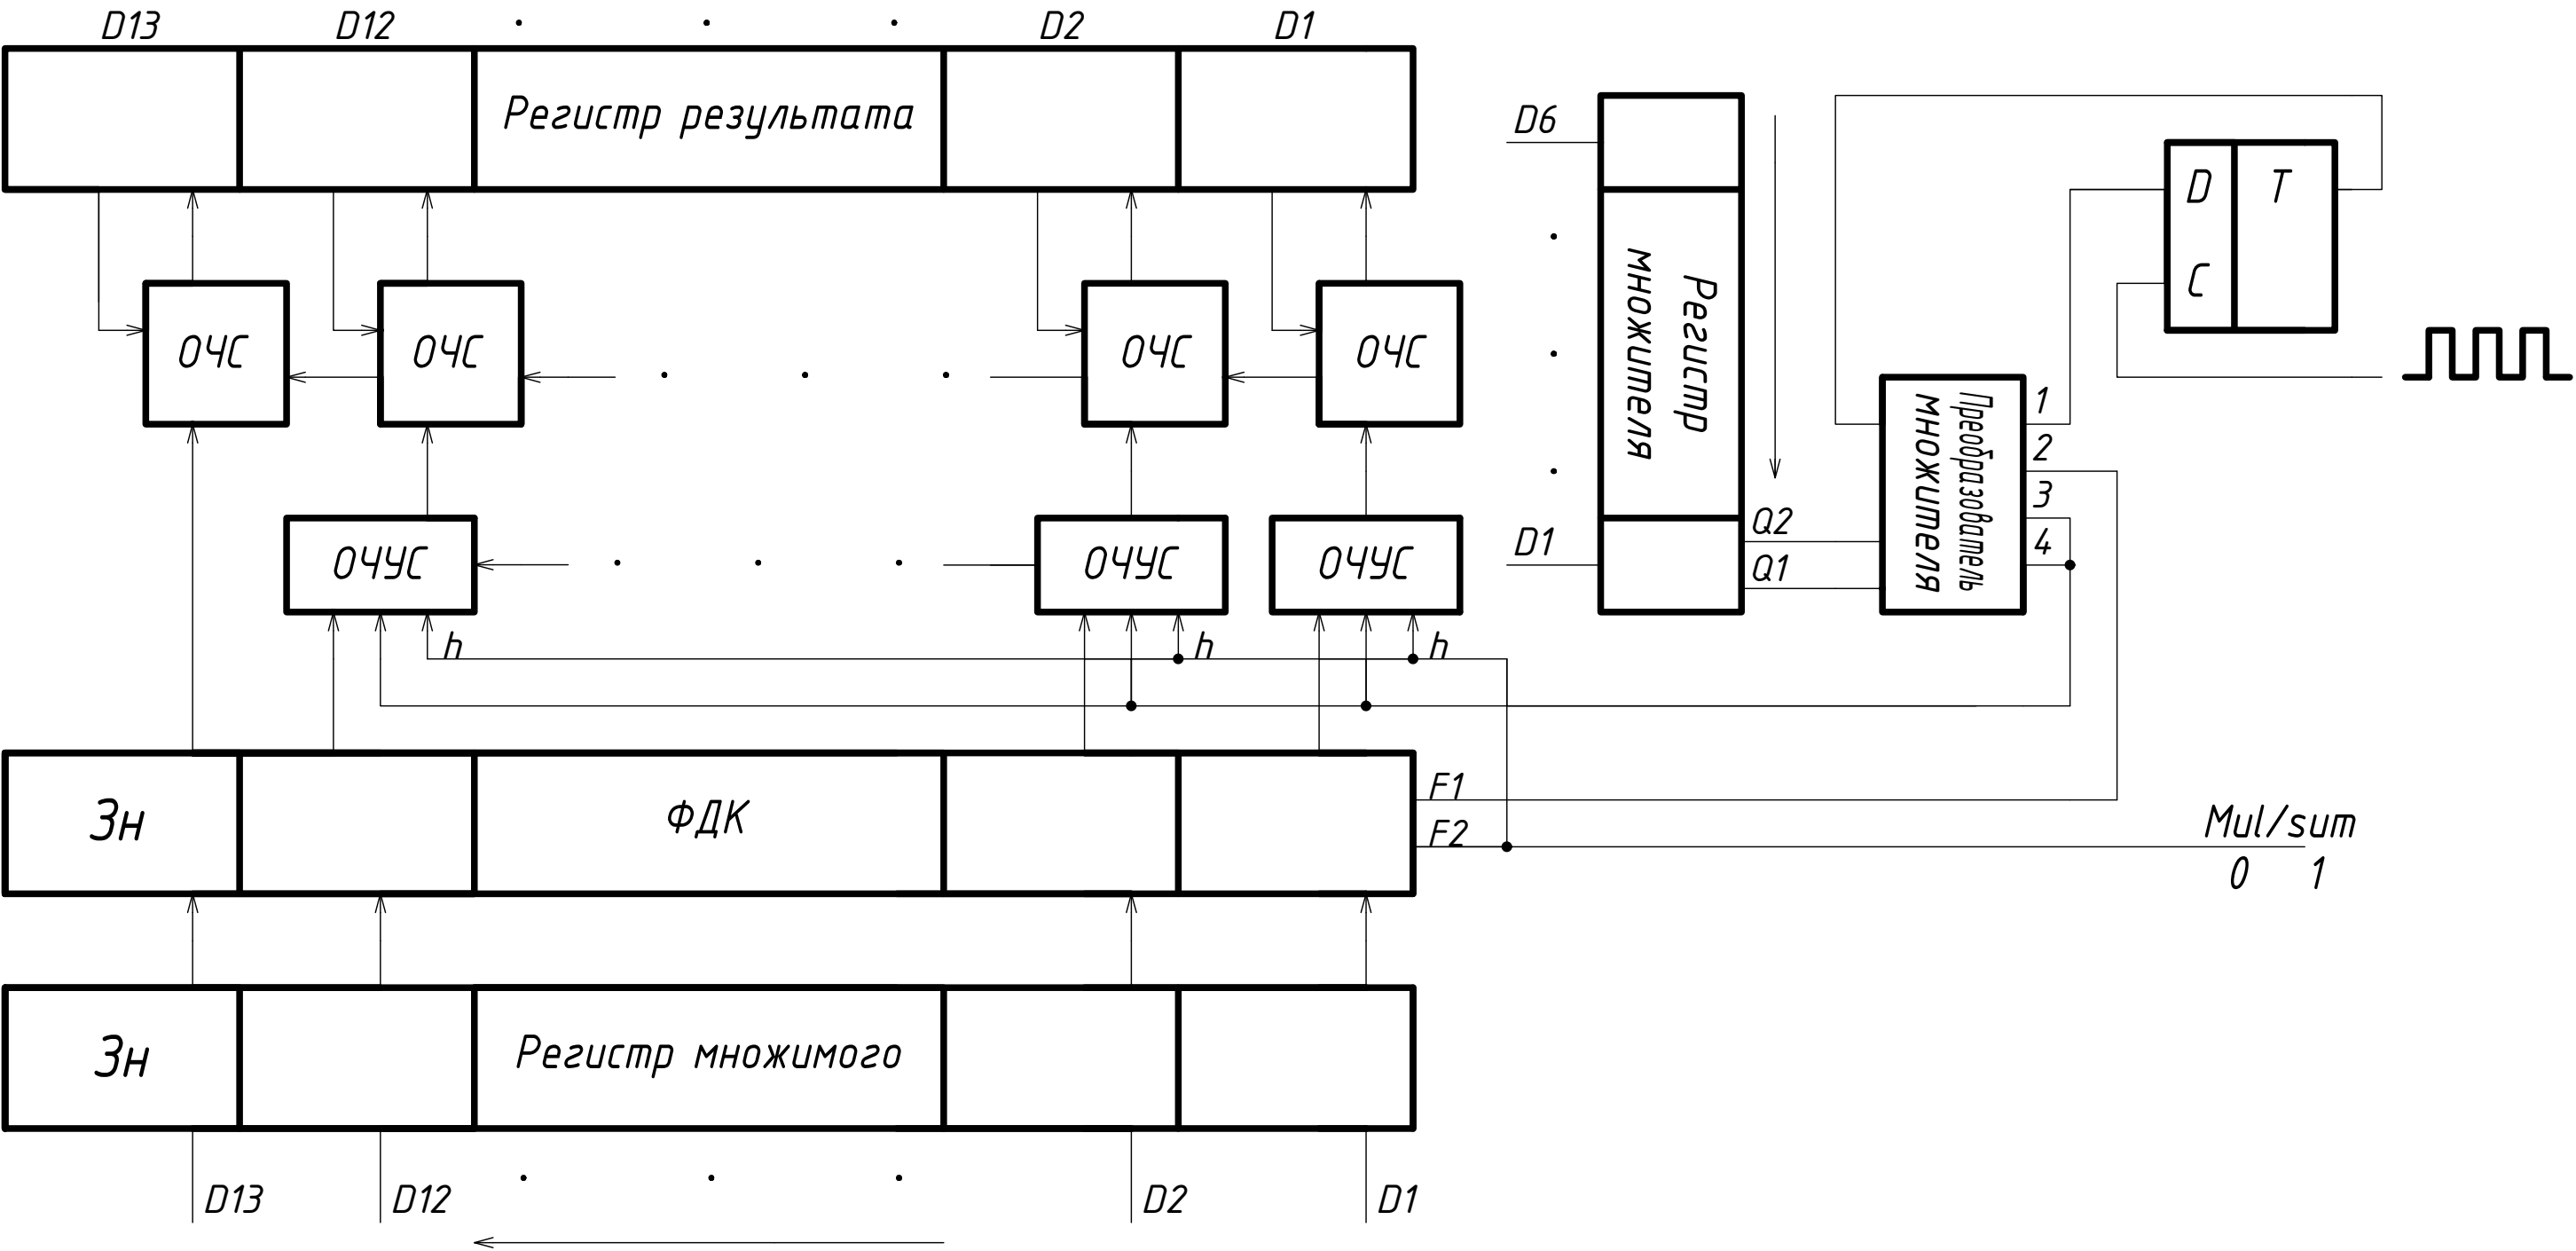 D13 D12 D2 D1
Регистр результата
D6
Регистр
множителя
D1
Q2
Q1
D T
C
Преобразователь
множителя
1
2
3
4
ОЧС ОЧС ОЧС ОЧС
ОЧУС ОЧУС ОЧУС
h h h
Зн ФДК
F1
F2
Mul/sum
0 1
Зн Регистр множимого
D13 D12 D2 D1